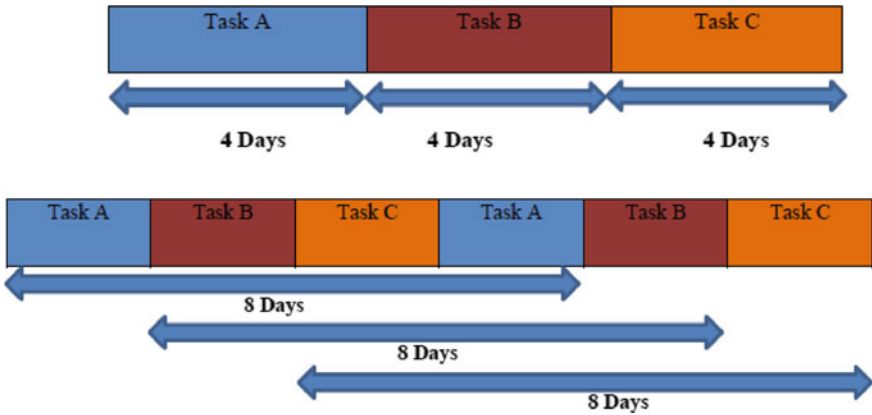 Task A Task B Task C
4 Days 4 Days 4 Days
Task A Task B Task C Task A Task B Task C
8 Days
8 Days
8 Days